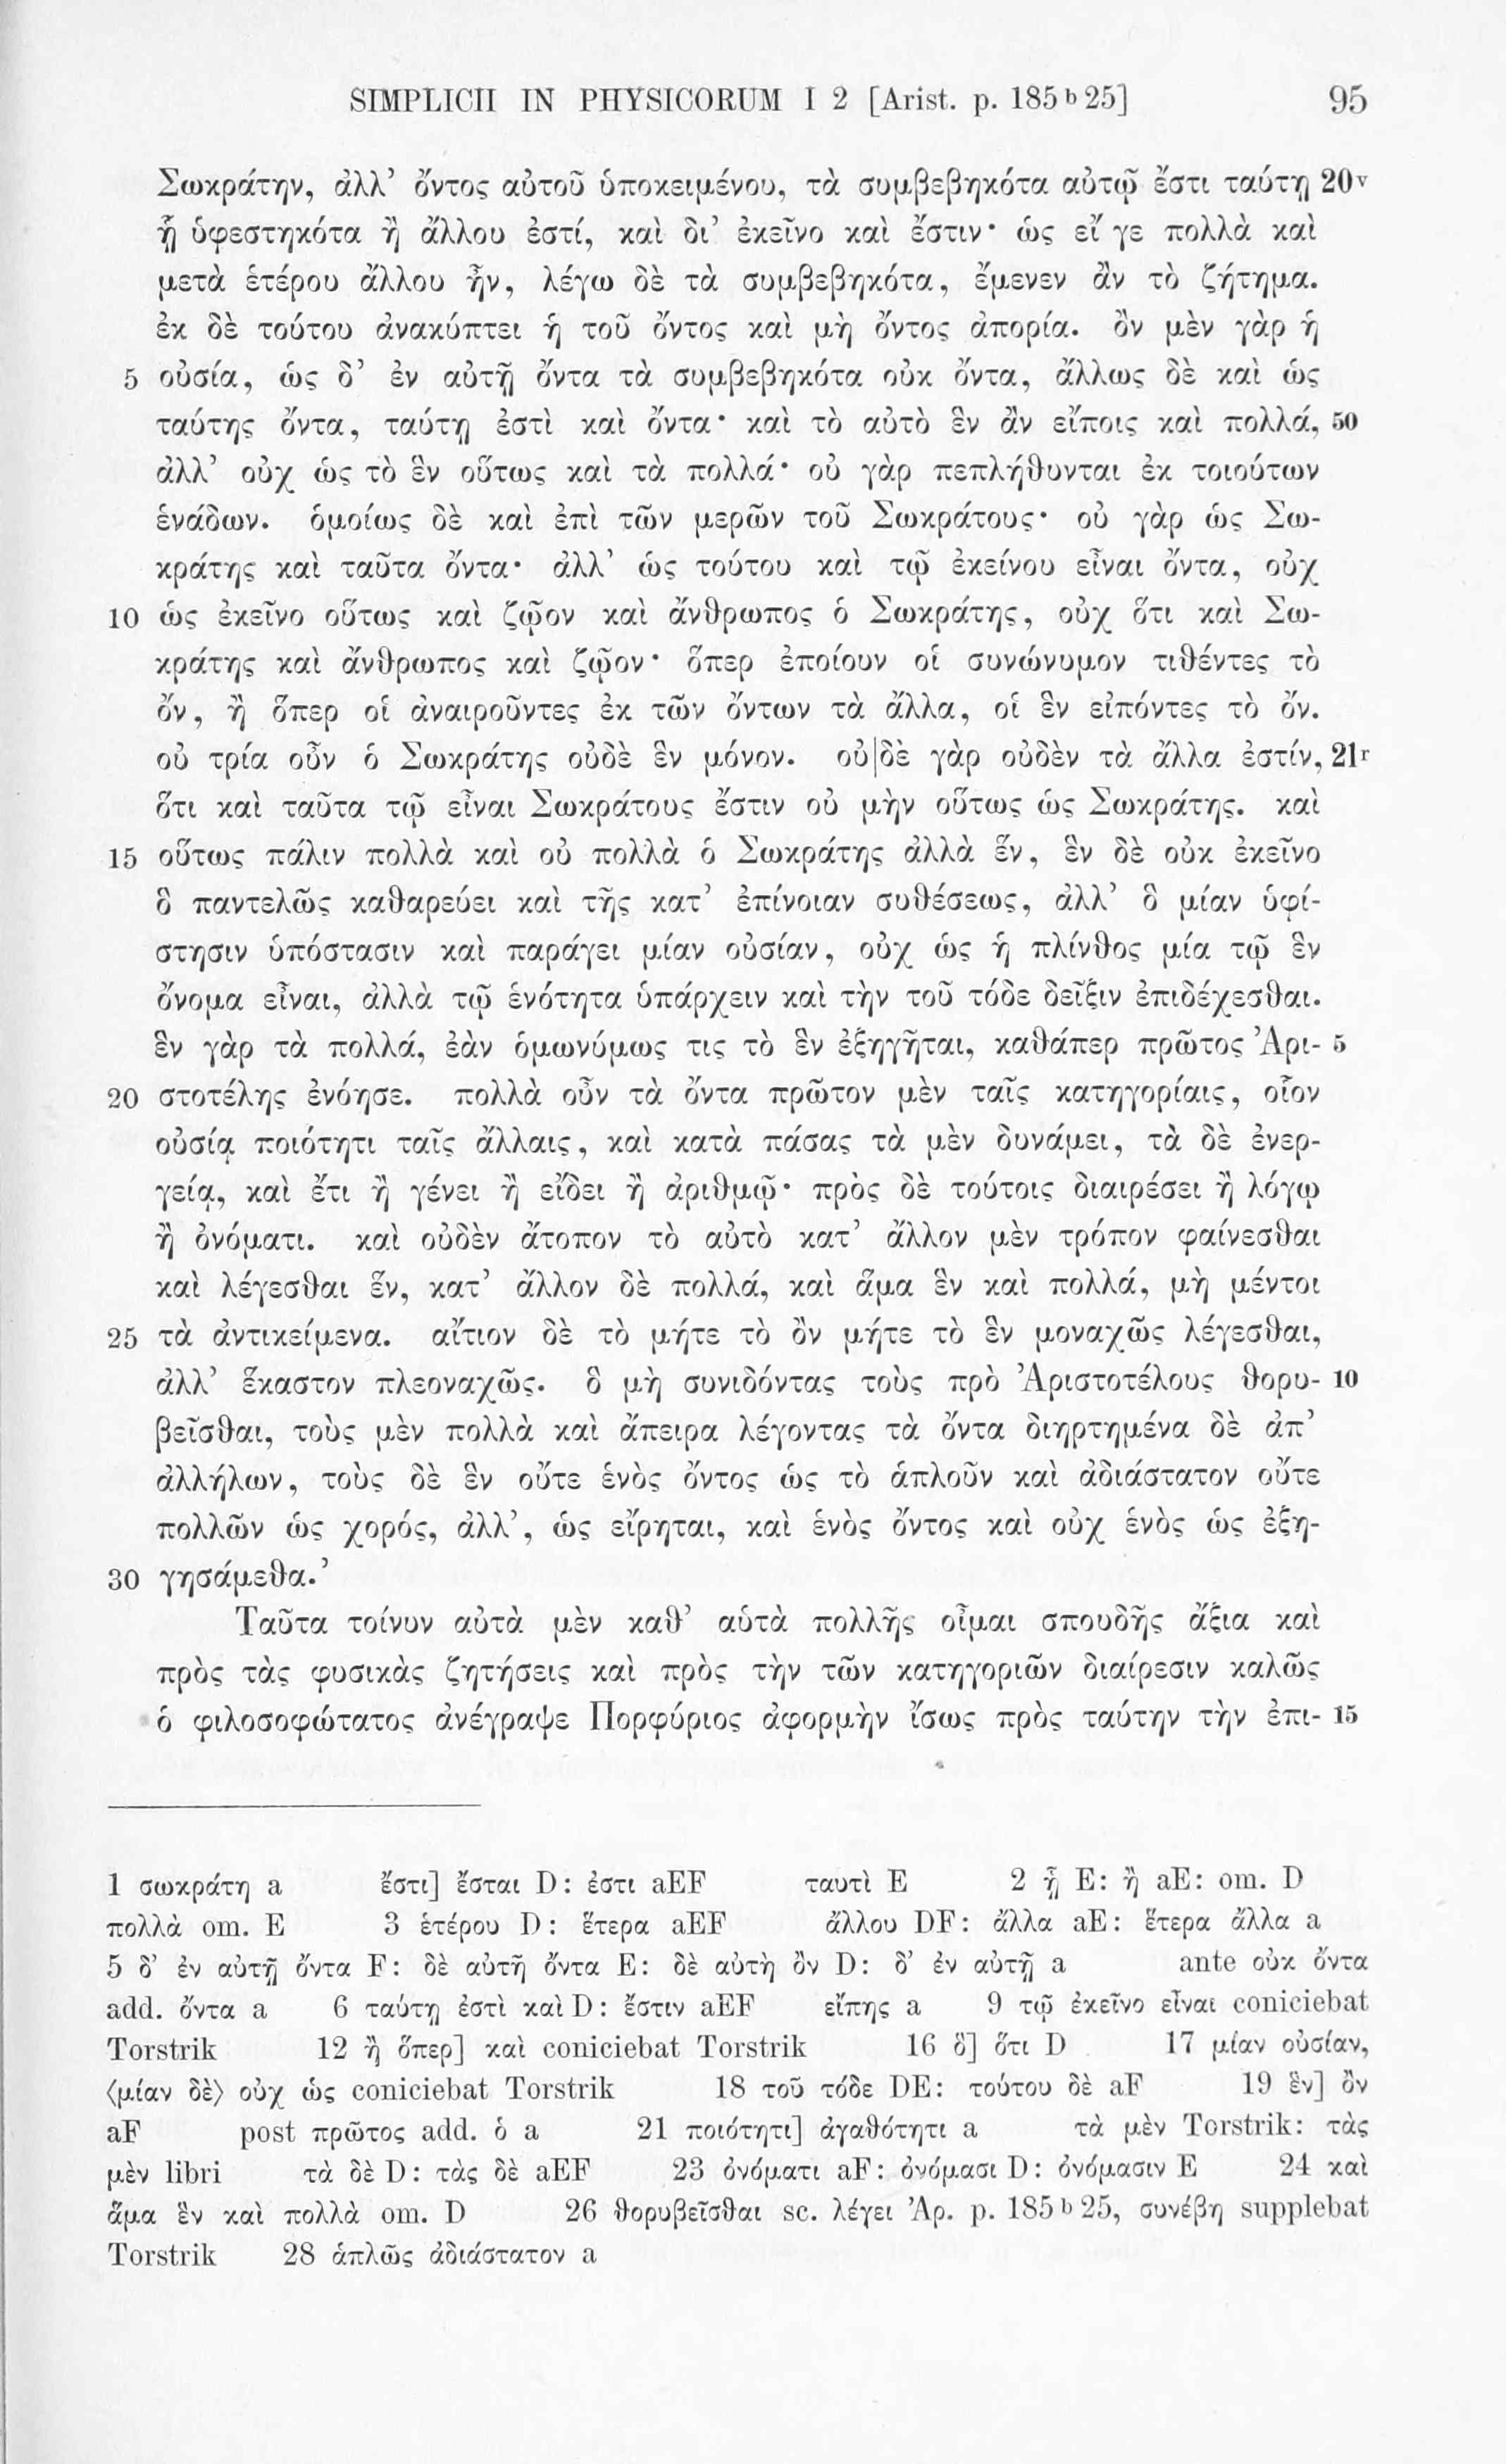 SIMPLICII IN PHYSICORUM I 2 [Arist. p. 185 b 25] 95
Σωκράτην, ἀλλ’ ὄντος αὐτοῦ ὑποκειμένου, τὰ συμβεβηκότα αὐτῷ ἔστι ταύτῃ 20v
ᾗ ὑφεστηκότα ἢ ἄλλου ἐστί, καὶ δι’ ἐκεῖνο καὶ ἔστιν· ὡς εἴ γε πολλὰ καὶ
μετὰ ἑτέρου ἄλλου ἦν, λέγω δὲ τὰ συμβεβηκότα, ἔμενεν ἂν τὸ ζήτημα.
ἐκ δὲ τούτου ἀνακύπτει ἡ τοῦ ὄντος καὶ μὴ ὄντος ἀπορία. ὂν μὲν γὰρ ἡ
5 οὐσία, ὡς δ’ ἐν αὐτῇ ὄντα τὰ συμβεβηκότα οὐκ ὄντα, ἄλλως δὲ καὶ ὡς
ταύτης ὄντα, ταύτῃ ἐστὶ καὶ ὄντα· καὶ τὸ αὐτὸ ἓν ἂν εἴποις καὶ πολλά, 50
ἀλλ’ οὐχ ὡς τὸ ἓν οὕτως καὶ τὰ πολλά· οὐ γὰρ πεπλήθυνται ἐκ τοιούτων
ἑνάδων. ὁμοίως δὲ καὶ ἐπὶ τῶν μερῶν τοῦ Σωκράτους· οὐ γὰρ ὡς Σω-
κράτης καὶ ταῦτα ὄντα· ἀλλ’ ὡς τούτου καὶ τῷ ἐκείνου εἶναι ὄντα, οὐχ
10 ὡς ἐκεῖνο οὕτως καὶ ζῷον καὶ ἄνθρωπος ὁ Σωκράτης, οὐχ ὅτι καὶ Σω-
κράτης καὶ ἄνθρωπος καὶ ζῷον· ὅπερ ἐποίουν οἱ συνώνυμον τιθέντες τὸ
ὄν, ἢ ὅπερ οἱ ἀναιροῦντες ἐκ τῶν ὄντων τὰ ἄλλα, οἱ ἓν εἰπόντες τὸ ὄν.
οὐ τρία οὖν ὁ Σωκράτης οὐδὲ ἓν μόνον. οὐ|δὲ γὰρ οὐδὲν τὰ ἄλλα ἐστίν, 21r
ὅτι καὶ ταῦτα τῷ εἶναι Σωκράτους ἔστιν οὐ μὴν οὕτως ὡς Σωκράτης. καὶ
15 οὕτως πάλιν πολλὰ καὶ οὐ πολλὰ ὁ Σωκράτης ἀλλὰ ἕν, ἓν δὲ οὐκ ἐκεῖνο
ὃ παντελῶς καθαρεύει καὶ τῆς κατ’ ἐπίνοιαν συθέσεως, ἀλλ’ ὃ μίαν ὑφί-
στησιν ὑπόστασιν καὶ παράγει μίαν οὐσίαν, οὐχ ὡς ἡ πλίνθος μία τῷ ἓν
ὄνομα εἶναι, ἀλλὰ τῷ ἑνότητα ὑπάρχειν καὶ τὴν τοῦ τόδε δεῖξιν ἐπιδέχεσθαι.
ἓν γὰρ τὰ πολλά, ἐὰν ὁμωνύμως τις τὸ ἓν ἐξηγῆται, καθάπερ πρῶτος Ἀρι- 5
20 στοτέλης ἐνόησε. πολλὰ οὖν τὰ ὄντα πρῶτον μὲν ταῖς κατηγορίαις, οἷον
οὐσίᾳ ποιότητι ταῖς ἄλλαις, καὶ κατὰ πάσας τὰ μὲν δυνάμει, τὰ δὲ ἐνερ-
γείᾳ, καὶ ἔτι ἢ γένει ἢ εἴδει ἢ ἀριθμῷ· πρὸς δὲ τούτοις διαιρέσει ἢ λόγῳ
ἢ ὀνόματι. καὶ οὐδὲν ἄτοπον τὸ αὐτὸ κατ’ ἄλλον μὲν τρόπον φαίνεσθαι
καὶ λέγεσθαι ἕν, κατ’ ἄλλον δὲ πολλά, καὶ ἅμα ἓν καὶ πολλά, μὴ μέντοι
25 τὰ ἀντικείμενα. αἴτιον δὲ τὸ μήτε τὸ ὂν μήτε τὸ ἓν μοναχῶς λέγεσθαι,
ἀλλ’ ἕκαστον πλεοναχῶς. ὃ μὴ συνιδόντας τοὺς πρὸ Ἀριστοτέλους θορυ- 10
βεῖσθαι, τοὺς μὲν πολλὰ καὶ ἄπειρα λέγοντας τὰ ὄντα διηρτημένα δὲ ἀπ’
ἀλλήλων, τοὺς δὲ ἓν οὔτε ἑνὸς ὄντος ὡς τὸ ἁπλοῦν καὶ ἀδιάστατον οὔτε
πολλῶν ὡς χορός, ἀλλ’, ὡς εἴρηται, καὶ ἑνὸς ὄντος καὶ οὐχ ἑνὸς ὡς ἐξη-
30 γησάμεθα.’
Ταῦτα τοίνυν αὐτὰ μὲν καθ’ αὑτὰ πολλῆς οἶμαι σπουδῆς ἄξια καὶ
πρὸς τὰς φυσικὰς ζητήσεις καὶ πρὸς τὴν τῶν κατηγοριῶν διαίρεσιν καλῶς
ὁ φιλοσοφώτατος ἀνέγραψε Πορφύριος ἀφορμὴν ἴσως πρὸς ταύτην τὴν ἐπι- 15
1 σωκράτη a ἔστι] ἔσται D: ἐστι aEF ταυτὶ E 2 ᾗ E: ἢ aE: om. D
πολλὰ om. E 3 ἑτέρου D: ἕτερα aEF ἄλλου DF: ἄλλα aE: ἕτερα ἄλλα a
5 δ’ ἐν αὐτῇ ὄντα F: δὲ αὐτῆ ὄντα E: δὲ αὐτὴ ὂν D: δ’ ἐν αὐτῇ a ante οὐκ ὄντα
add. ὄντα a 6 ταύτῃ ἐστὶ καὶ D: ἔστιν aEF εἴπης a 9 τῷ ἐκεῖνο εἶναι coniciebat
Torstrik 12 ἢ ὅπερ] καὶ coniciebat Torstrik 16 ὃ] ὅτι D 17 μίαν οὐσίαν,
⟨μίαν δὲ⟩ οὐχ ὡς coniciebat Torstrik 18 τοῦ τόδε DE: τούτου δὲ aF 19 ἓν] ὂν
aF post πρῶτος add. ὁ a 21 ποιότητι] ἀγαθότητι a τὰ μὲν Torstrik: τὰς
μὲν libri τὰ δὲ D: τὰς δὲ aEF 23 ὀνόματι aF: ὀνόμασι D: ὀνόμασιν E 24 καὶ
ἅμα ἓν καὶ πολλὰ om. D 26 θορυβεῖσθαι sc. λέγει Ἀρ. p. 185 b 25, συνέβη supplebat
Torstrik 28 ἁπλῶς ἀδιάστατον a